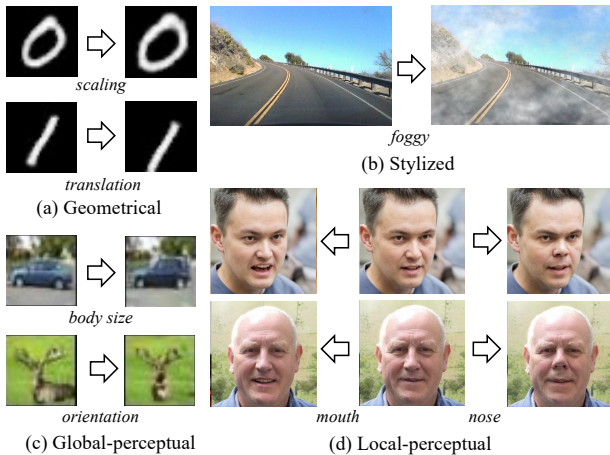 scaling
translation
(a) Geometrical
foggy
(b) Stylized
body size
orientation
(c) Global-perceptual
mouth
nose
(d) Local-perceptual